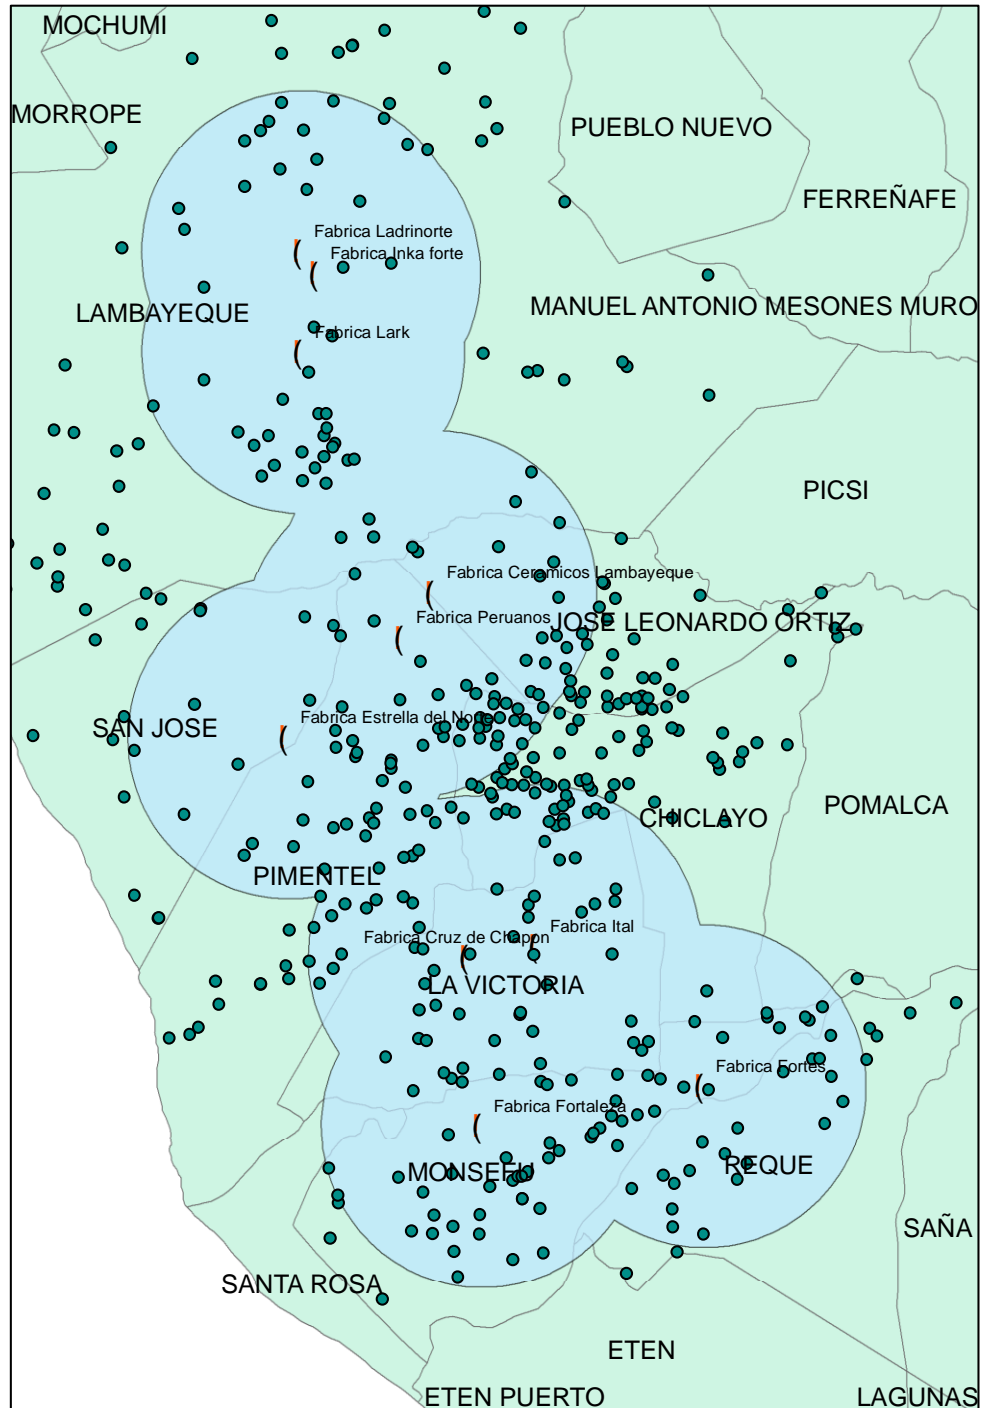 MOCHUMI
MORROPE
PUEBLO NUEVO
FERREÑAFE
Fabrica Ladrinorte
Fabrica Inka forte
MANUEL ANTONIO MESONES MURO
LAMBAYEQUE
Fabrica Lark
PICSI
Fabrica Ceramicos Lambayeque
Fabrica Peruanos
JOSE LEONARDO ORTIZ
Fabrica Estrella del Norte
SAN JOSE
POMALCA
CHICLAYO
PIMENTEL
Fabrica Ital
Fabrica Cruz de Chapon
LA VICTORIA
Fabrica Fortes
Fabrica Fortaleza
REQUE
MONSEFU
SAÑA
SANTA ROSA
ETEN
ETEN PUERTO
LAGUNAS